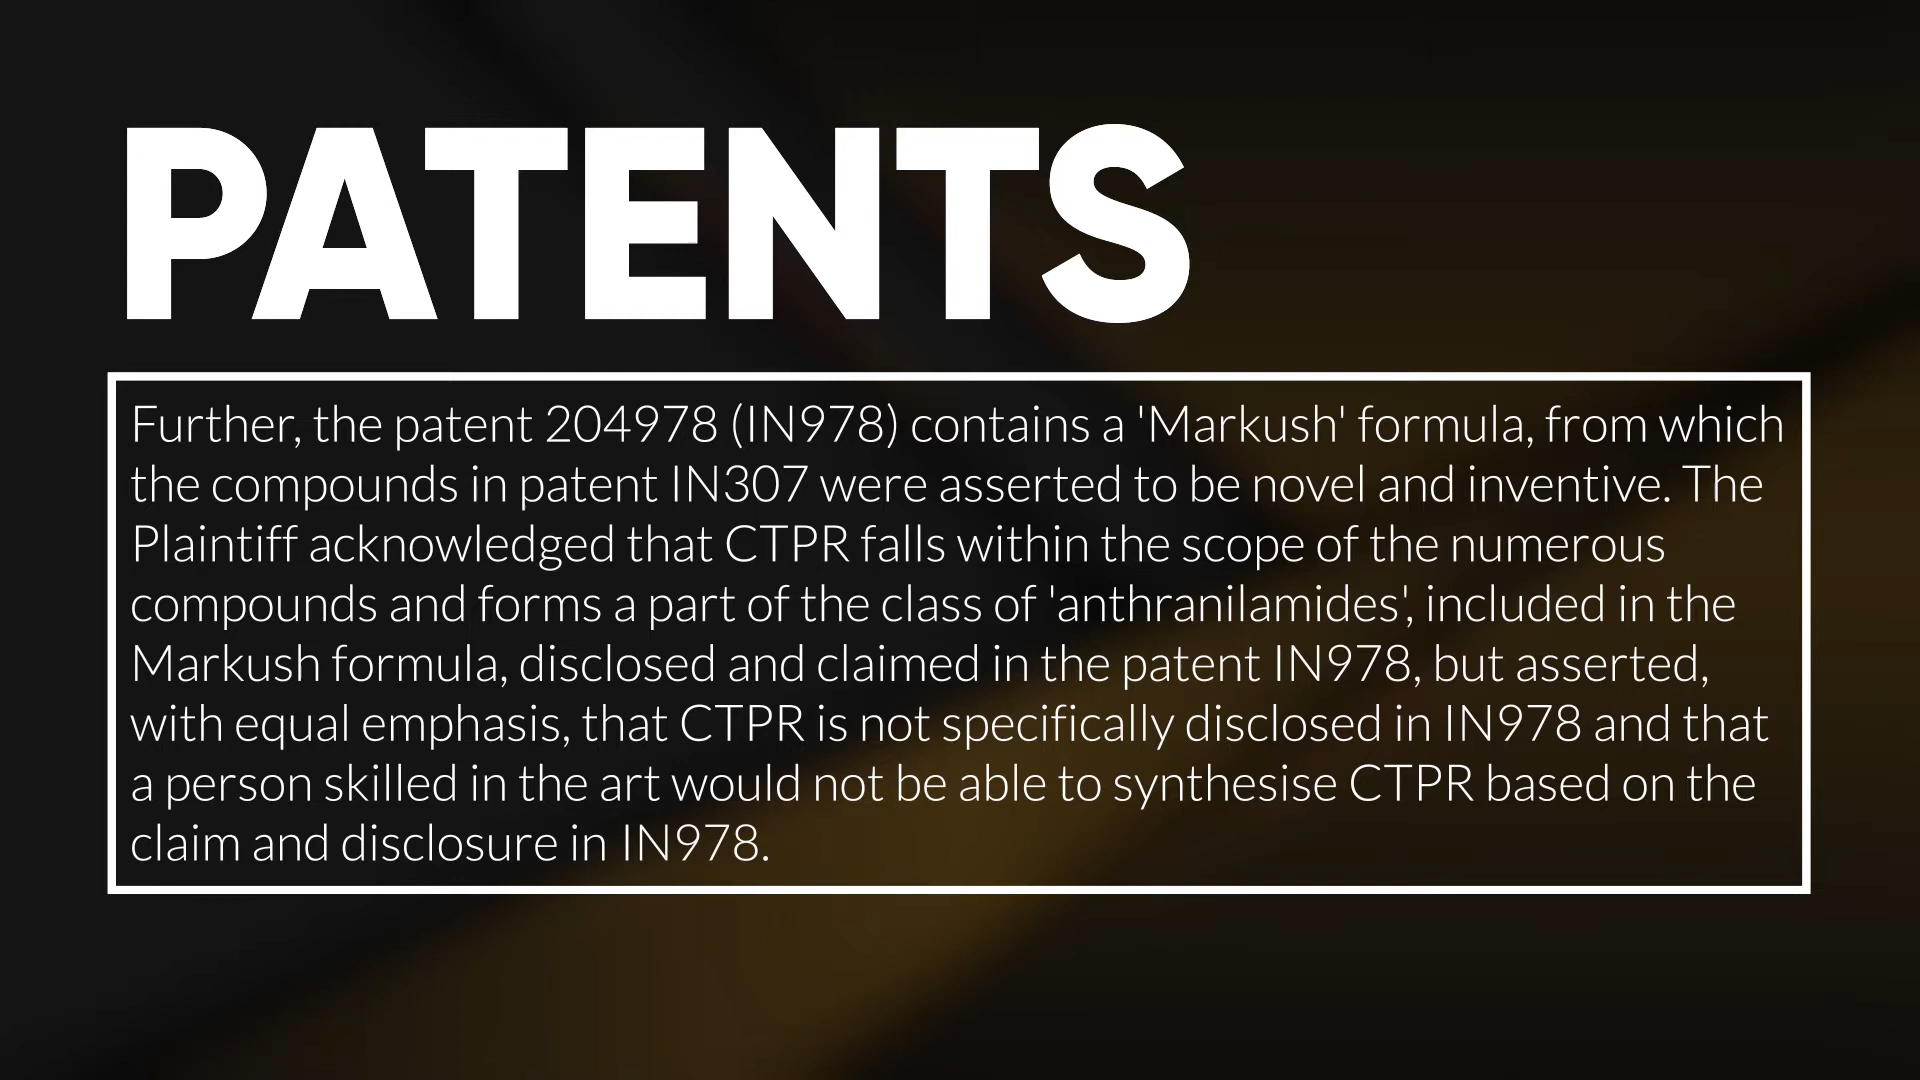 PATENTS
Further, the patent 204978 (IN978) contains a 'Markush' formula, from which
the compounds in patent IN307 were asserted to be novel and inventive. The
Plaintiff acknowledged that CTPR falls within the scope of the numerous
compounds and forms a part of the class of 'anthranilamides', included in the
Markush formula, disclosed and claimed in the patent IN978, but asserted,
with equal emphasis, that CTPR is not specifically disclosed in IN978 and that
a person skilled in the art would not be able to synthesise CTPR based on the
claim and disclosure in IN978.